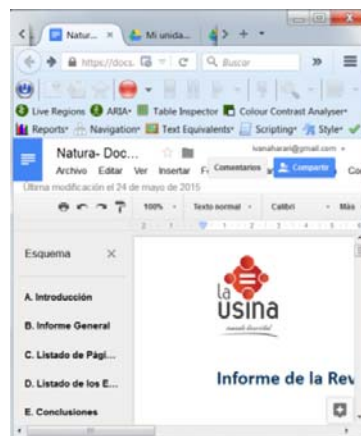 Natur... ×
Mi unida...
https://docs.
Buscar
Live Regions ARIA Table Inspector Colour Contrast Analyser
Reports Navigation Text Equivalents Scripting Style
Natura- Doc...
ivanaharari@gmail.com
Archivo Editar Ver Insertar Comentarios Compartir
Última modificación el 24 de mayo de 2015
100% Texto normal Calibri Más
Esquema ×
la
usina
A. Introducción
B. Informe General
C. Listado de Pági...
D. Listado de los E...
E. Conclusiones
Informe de la Rev